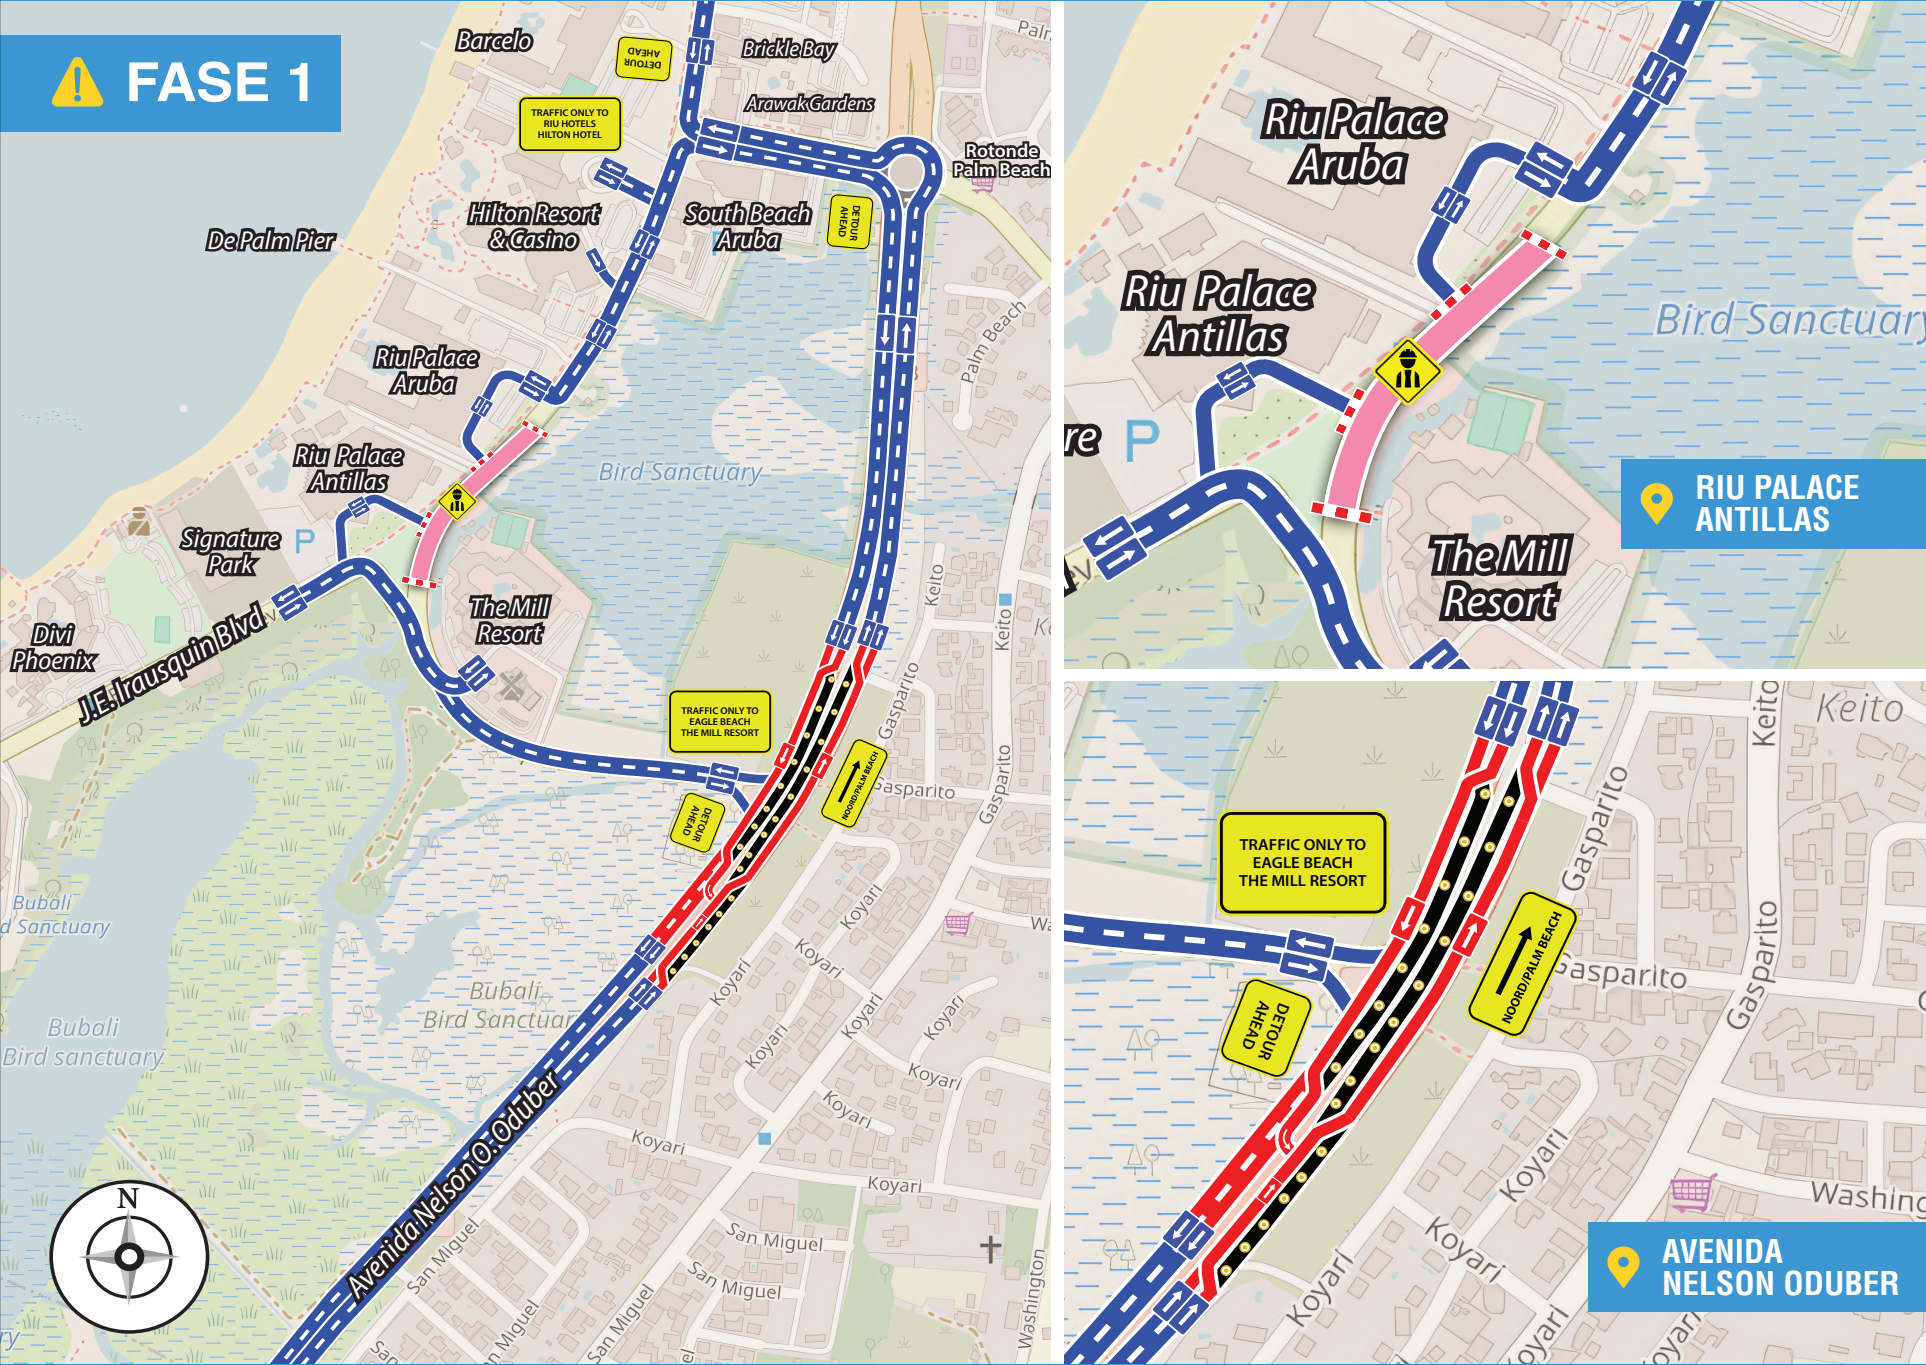 FASE 1
Barcelo
DETOUR
AHEAD
Brickle Bay
TRAFFIC ONLY TO
RIU HOTELS
HILTON HOTEL
Arawak Gardens
Rotonde
Palm Beach
De Palm Pier
Hilton Resort
& Casino
South Beach
Aruba
DETOUR
AHEAD
Palm Beach
Riu Palace
Aruba
Riu Palace
Antillas
Bird Sanctuary
Signature
Park
P
The Mill
Resort
Divi
Phoenix
J.E. Irausquin Blvd
Keito
Keito
Gasparito
TRAFFIC ONLY TO
EAGLE BEACH
THE MILL RESORT
NOORD/PALM BEACH
Gasparito
Gasparito
DETOUR
AHEAD
Bubali
d Sanctuary
Koyari
Koyari
Koyari
Koyari
Koyari
Koyari
Koyari
Koyari
Bubali
Bird Sanctuar
Bubali
Bird sanctuary
Avenida Nelson O. Oduber
Koyari
Koyari
N
San Miguel
San Miguel
San Miguel
San Miguel
Washington
Riu Palace
Aruba
Riu Palace
Antillas
Bird Sanctuary
re
P
The Mill
Resort
RIU PALACE
ANTILLAS
Keito
Keito
Gasparito
TRAFFIC ONLY TO
EAGLE BEACH
THE MILL RESORT
NOORD/PALM BEACH
Gasparito
Gasparito
DETOUR
AHEAD
Koyari
Koyari
Koyari
Koyari
Washing
AVENIDA
NELSON ODUBER